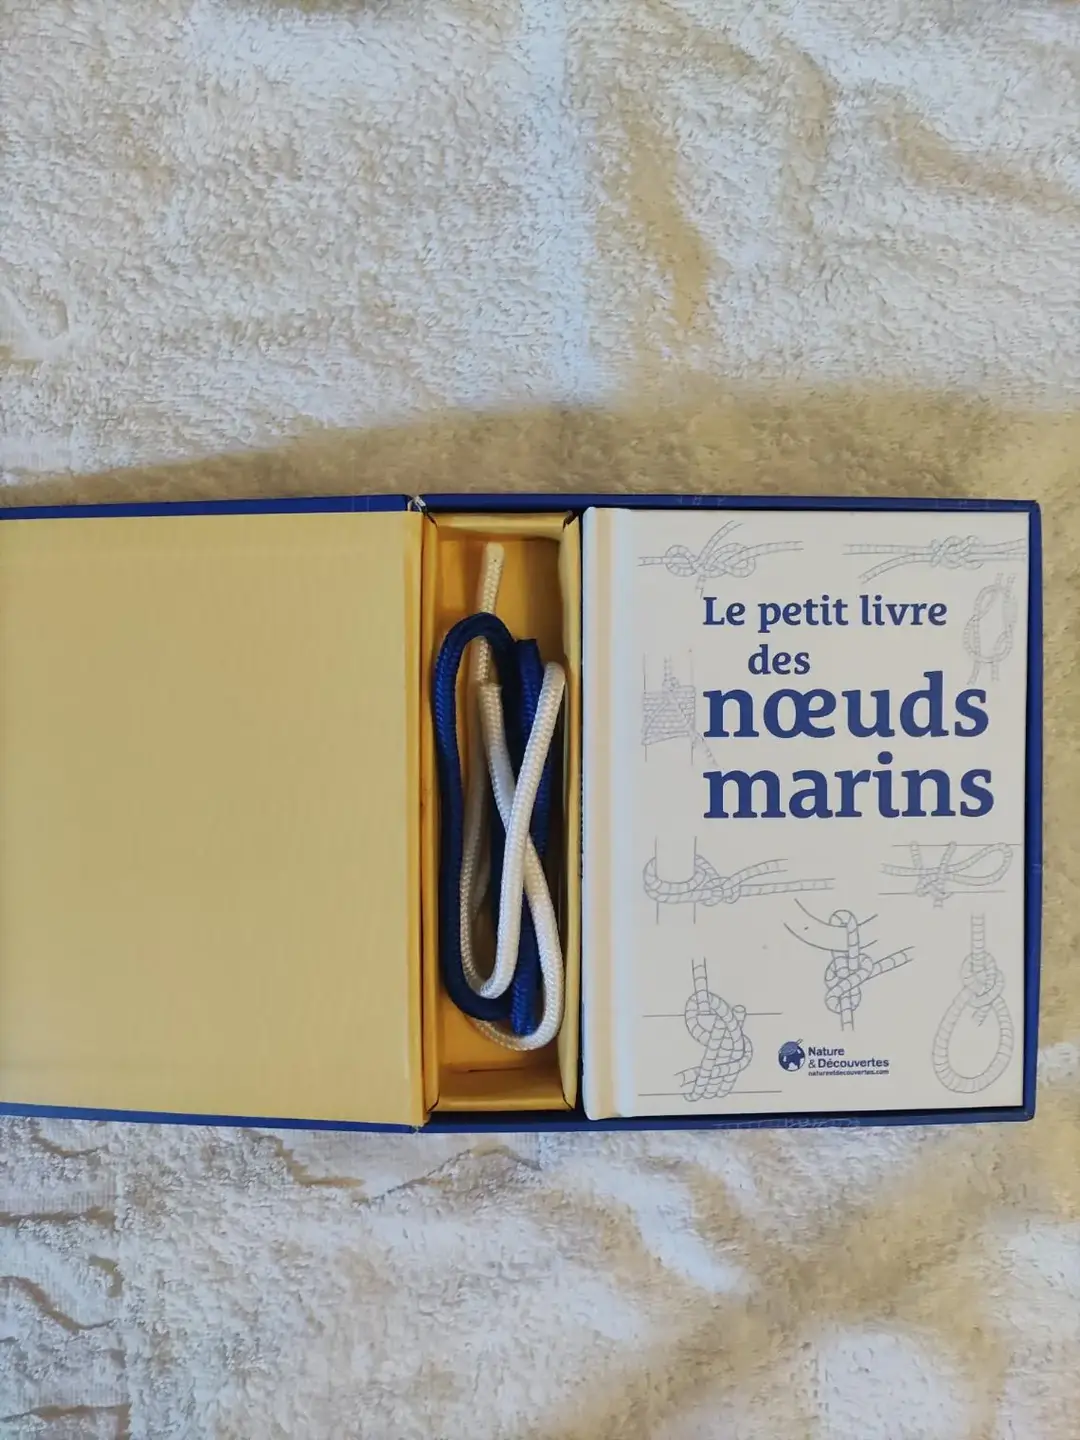 Le petit livre
des
nœuds
marins
Nature
& Découvertes
natureetdecouvertes.com